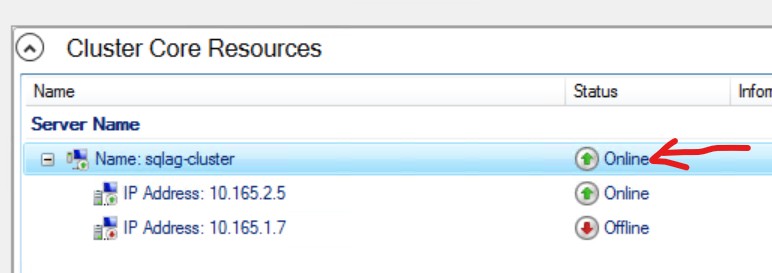 Cluster Core Resources
Name Status Infor
Server Name
Name: sqlag-cluster Online
IP Address: 10.165.2.5 Online
IP Address: 10.165.1.7 Offline